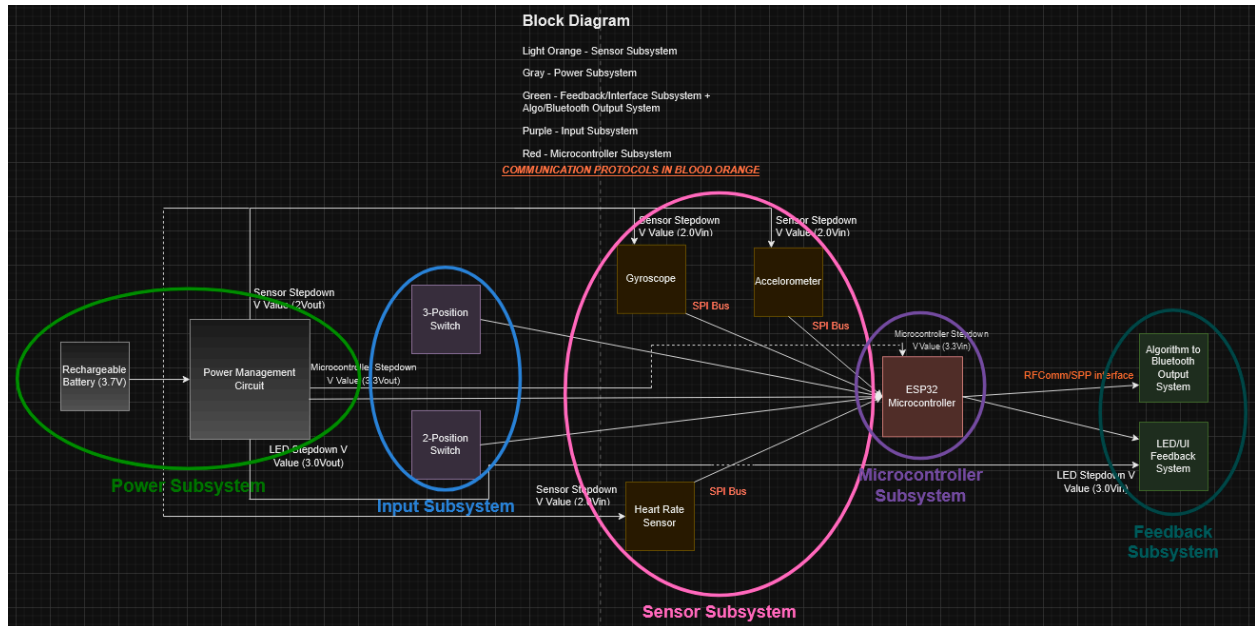 Block Diagram
Light Orange - Sensor Subsystem
Gray - Power Subsystem
Green - Feedback/Interface Subsystem +
Algo/Bluetooth Output System
Purple - Input Subsystem
Red - Microcontroller Subsystem
COMMUNICATION PROTOCOLS IN BLOOD ORANGE
Sensor Stepdown
V Value (2.0Vin)
Sensor Stepdown
V Value (2.0Vin)
Gyroscope
Accelorometer
SPI Bus
SPI Bus
Sensor Stepdown
V Value (2Vout)
3-Position
Switch
Rechargeable
Battery (3.7V)
Power Management
Circuit
Microcontroller Stepdown
V Value (3.3Vout)
Microcontroller Stepdown
V Value (3.3Vin)
ESP32
Microcontroller
RFComm/SPP interface
Algorithm to
Bluetooth
Output
System
2-Position
Switch
LED Stepdown V
Value (3.0Vout)
LED/UI
Feedback
System
LED Stepdown V
Value (3.0Vin)
Sensor Stepdown
V Value (2.0Vin)
SPI Bus
Heart Rate
Sensor
Power Subsystem
Input Subsystem
Microcontroller
Subsystem
Feedback
Subsystem
Sensor Subsystem